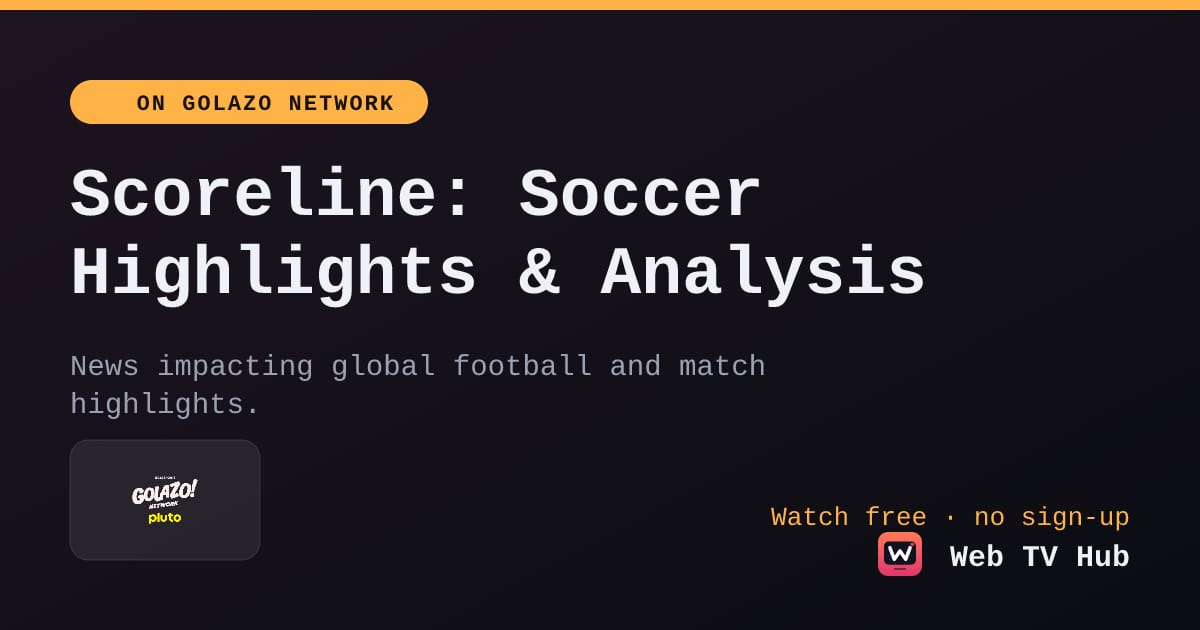 ON GOLAZO NETWORK
Scoreline: Soccer
Highlights & Analysis
News impacting global football and match
highlights.
GOLAZO!
NETWORK
pluto
Watch free · no sign-up
W
Web TV Hub